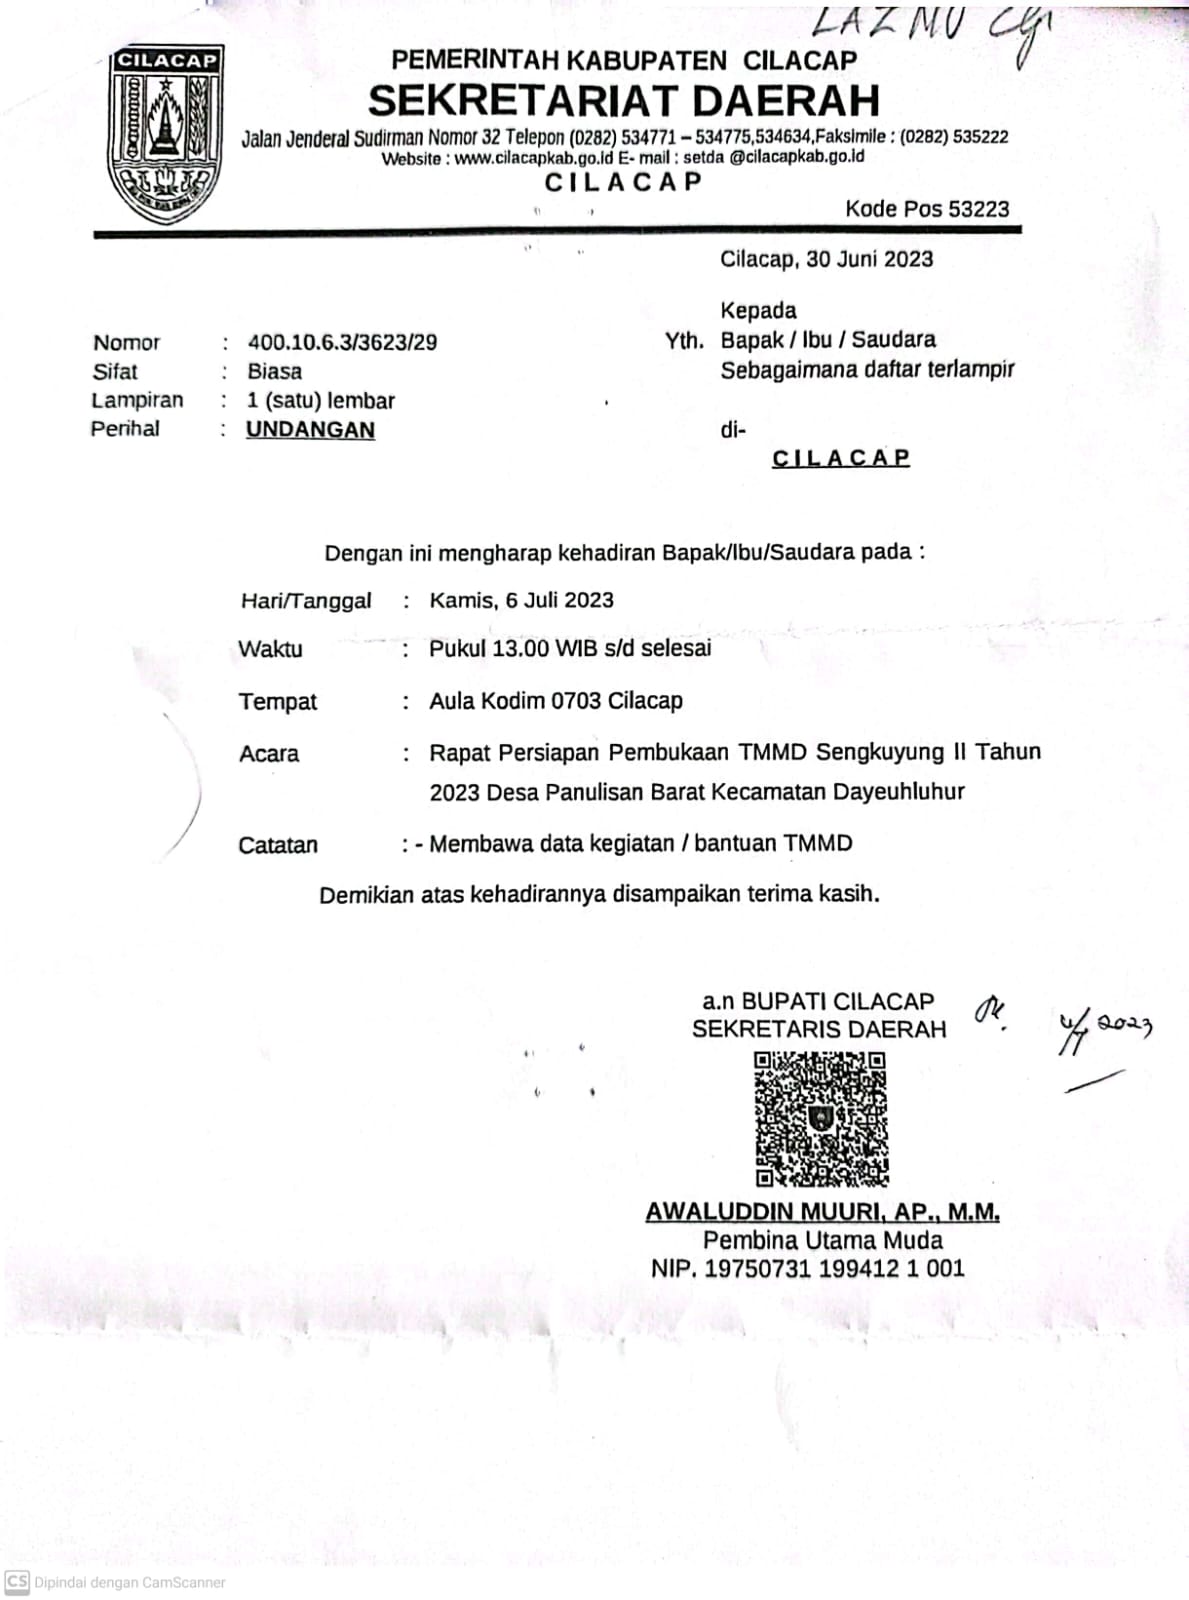 LAZMU Clp
CILACAP
PEMERINTAH KABUPATEN CILACAP
SEKRETARIAT DAERAH
Jalan Jenderal Sudirman Nomor 32 Telepon (0282) 534771 – 534775,534634,Faksimile : (0282) 535222
Website : www.cilacapkab.go.id E- mail : setda @cilacapkab.go.id
C I L A C A P
Kode Pos 53223
Cilacap, 30 Juni 2023
Kepada
Nomor : 400.10.6.3/3623/29 Yth. Bapak / Ibu / Saudara
Sifat : Biasa Sebagaimana daftar terlampir
Lampiran : 1 (satu) lembar
Perihal : UNDANGAN di-
C I L A C A P
Dengan ini mengharap kehadiran Bapak/Ibu/Saudara pada :
Hari/Tanggal : Kamis, 6 Juli 2023
Waktu : Pukul 13.00 WIB s/d selesai
Tempat : Aula Kodim 0703 Cilacap
Acara : Rapat Persiapan Pembukaan TMMD Sengkuyung II Tahun
2023 Desa Panulisan Barat Kecamatan Dayeuhluhur
Catatan : - Membawa data kegiatan / bantuan TMMD
Demikian atas kehadirannya disampaikan terima kasih.
a.n BUPATI CILACAP
SEKRETARIS DAERAH
2023
AWALUDDIN MUURI, AP., M.M.
Pembina Utama Muda
NIP. 19750731 199412 1 001
CS Dipindai dengan CamScanner